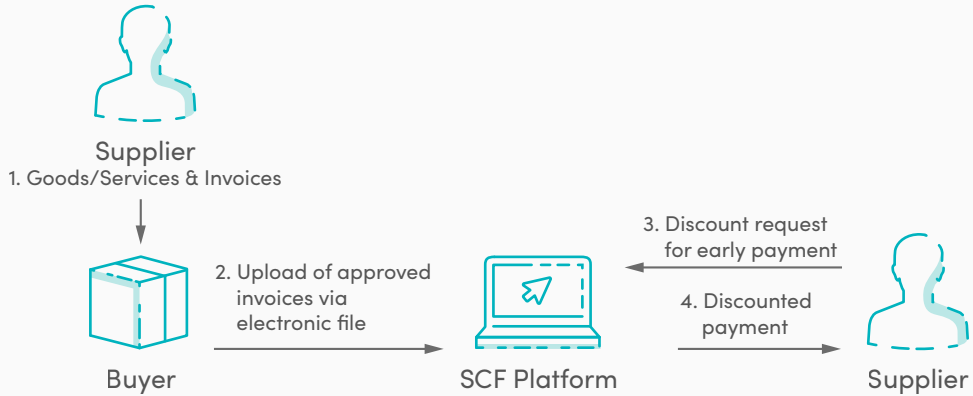 Supplier
1. Goods/Services & Invoices
2. Upload of approved
invoices via
electronic file
3. Discount request
for early payment
4. Discounted
payment
Buyer
SCF Platform
Supplier